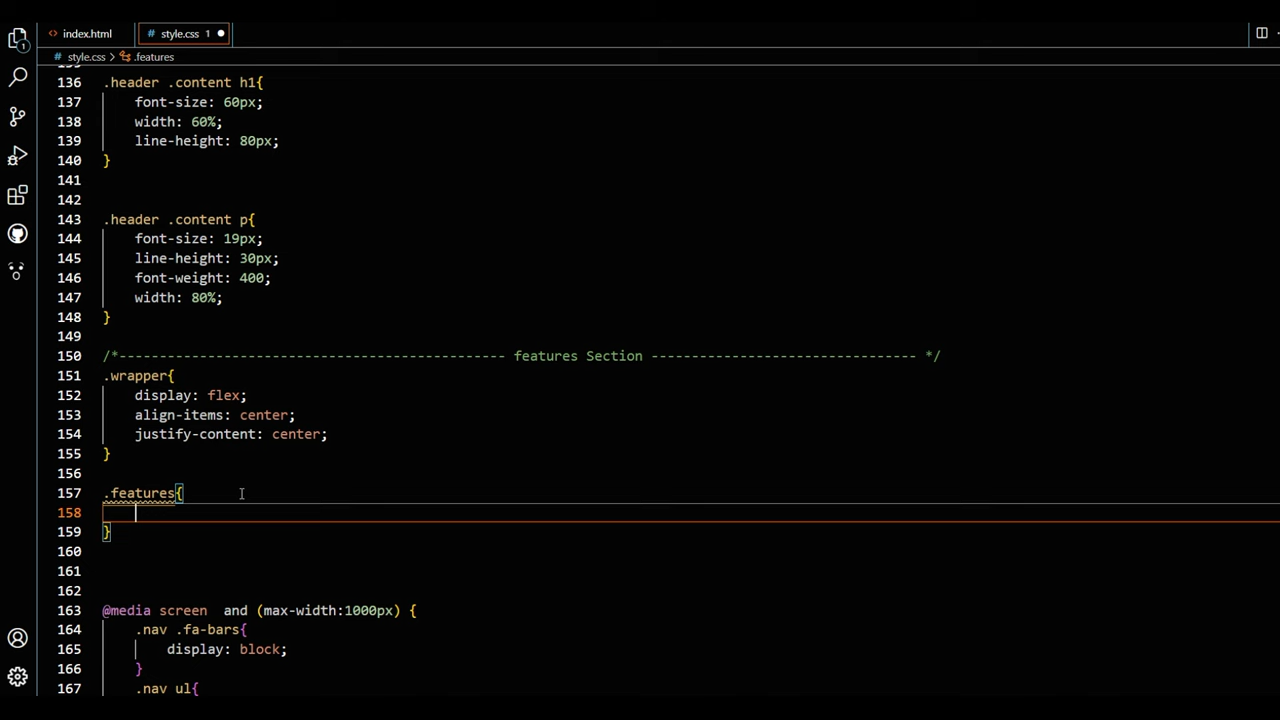 index.html
style.css 1
style.css > .features
136 .header .content h1{
137 font-size: 60px;
138 width: 60%;
139 line-height: 80px;
140 }
141
142
143 .header .content p{
144 font-size: 19px;
145 line-height: 30px;
146 font-weight: 400;
147 width: 80%;
148 }
149
150 /*------------------------------------------------ features Section --------------------------------- */
151 .wrapper{
152 display: flex;
153 align-items: center;
154 justify-content: center;
155 }
156
157 .features{
158
159 }
160
161
162
163 @media screen  and (max-width:1000px) {
164 .nav .fa-bars{
165 display: block;
166 }
167 .nav ul{
1